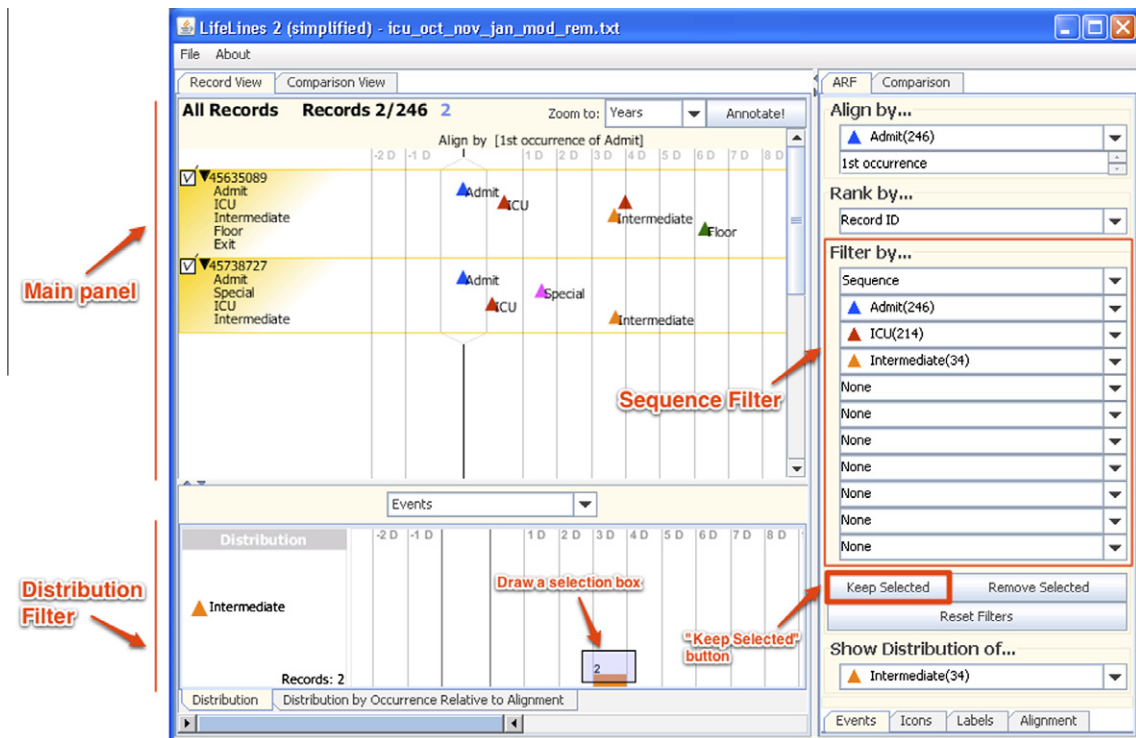 LifeLines 2 (simplified) - icu_oct_nov_jan_mod_rem.txt
File About
Record View Comparison View
All Records Records 2/246 2 Zoom to: Years Annotate!
Align by [1st occurrence of Admit]
-2 D -1 D 1 D 2 D 3 D 4 D 5 D 6 D 7 D 8 D
45635089
Admit
ICU
Intermediate
Floor
Exit
Admit
ICU
Intermediate
Floor
45738727
Admit
Special
ICU
Intermediate
Admit
Special
ICU
Intermediate
Main panel
Sequence Filter
Events
Distribution
-2 D -1 D 1 D 2 D 3 D 4 D 5 D 6 D 7 D 8 D
Intermediate
Draw a selection box
2
Records: 2
Distribution
Filter
"Keep Selected"
button
Distribution Distribution by Occurrence Relative to Alignment
ARF Comparison
Align by...
Admit(246)
1st occurrence
Rank by...
Record ID
Filter by...
Sequence
Admit(246)
ICU(214)
Intermediate(34)
None
None
None
None
None
None
None
Keep Selected Remove Selected
Reset Filters
Show Distribution of...
Intermediate(34)
Events Icons Labels Alignment